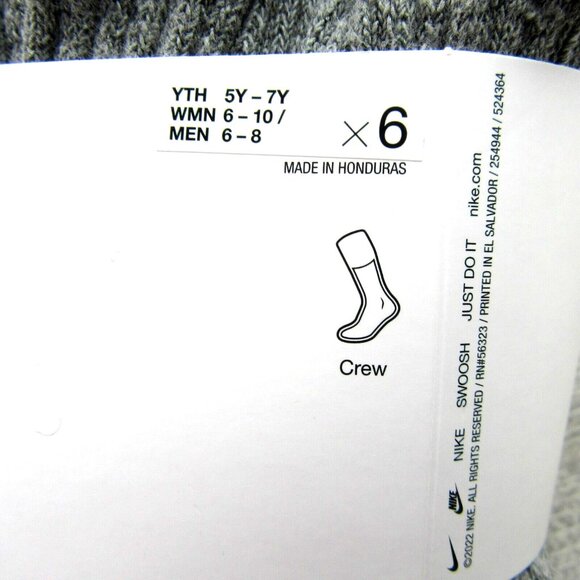 YTH 5Y – 7Y
WMN 6 – 10 /
MEN 6 – 8
×6
MADE IN HONDURAS
Crew
NIKE SWOOSH JUST DO IT nike.com
©2022 NIKE. ALL RIGHTS RESERVED / RN#56323 / PRINTED IN EL SALVADOR / 254944 / 524364
NIKE